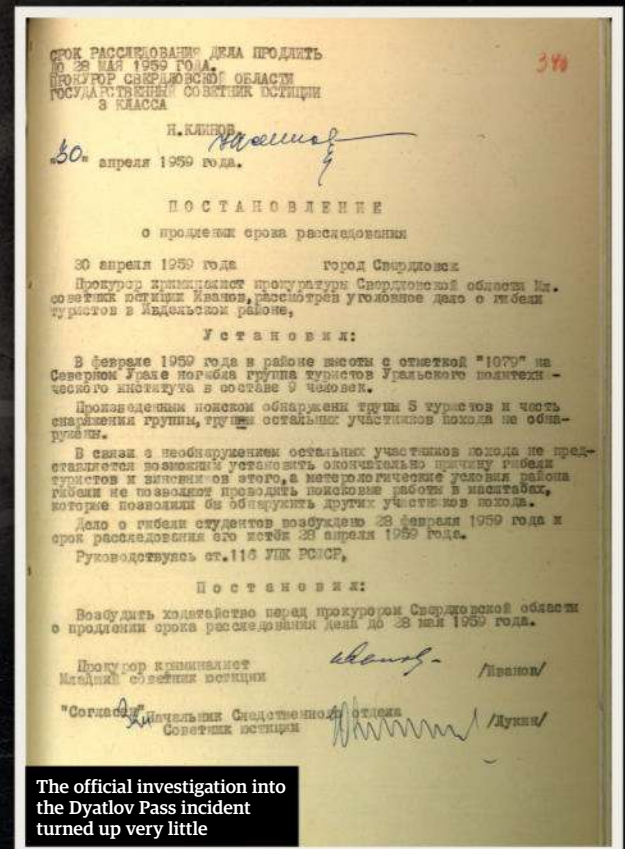 СРОК РАССЛЕДОВАНИЯ ДЕЛА ПРОДЛИТЬ
ДО 28 МАЯ 1959 ГОДА.
ПРОКУРОР СВЕРДЛОВСКОЙ ОБЛАСТИ
ГОСУДАРСТВЕННЫЙ СОВЕТНИК ЮСТИЦИИ
3 КЛАССА
340
Н.КЛИНОВ
"30" апреля 1959 года.
ПОСТАНОВЛЕНИЕ
о продлении срока расследования
30 апреля 1959 года город Свердловск
Прокурор криминалист прокуратуры Свердловской области Мл.
советник юстиции Иванов, рассмотрев уголовное дело о гибели
туристов в Ивдельском районе,
Установил:
В феврале 1959 года в районе высоты с отметкой "1079" на
Северном Урале погибла группа туристов Уральского политехни-
ческого института в составе 9 человек.
Произведенным поиском обнаружены трупы 5 туристов и часть
снаряжения группы, трупы остальных участников похода не обна-
ружены.
В связи с необнаружением остальных участников похода не пред-
ставляется возможным установить окончательно причину гибели
туристов и виновников этого, а метерологические условия района
гибели не позволяют проводить поисковые работы в масштабах,
которые позволили бы обнаружить других участников похода.
Дело о гибели студентов возбуждено 28 февраля 1959 года и
срок расследования его истёк 28 апреля 1959 года.
Руководствуясь ст.116 УПК РСФСР,
Постановил:
Возбудить ходатайство перед прокурором Свердловской области
о продлении срока расследования дела до 28 мая 1959 года.
Прокурор криминалист
Младший советник юстиции /Иванов/
"Согласен" Начальник Следственного отдела
Советник юстиции /Лукин/
The official investigation into
the Dyatlov Pass incident
turned up very little